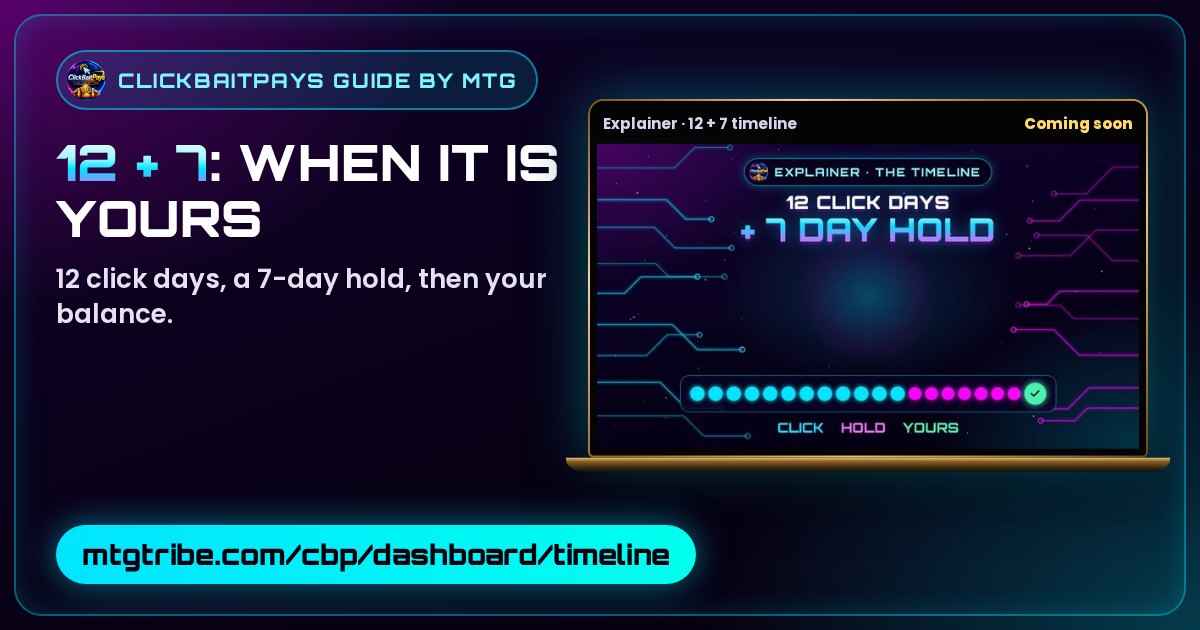 ClickBaitPays
CLICKBAITPAYS GUIDE BY MTG
12 + 7: WHEN IT IS
YOURS
12 click days, a 7-day hold, then your
balance.
Explainer · 12 + 7 timeline
Coming soon
EXPLAINER · THE TIMELINE
12 CLICK DAYS
+ 7 DAY HOLD
CLICK HOLD YOURS
mtgtribe.com/cbp/dashboard/timeline